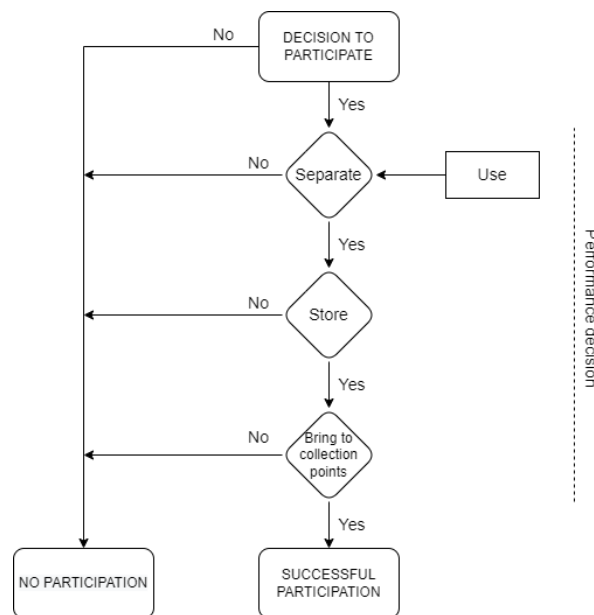 No
DECISION TO
PARTICIPATE
Yes
No
Separate
Use
Yes
No
Store
Yes
No
Bring to
collection
points
Yes
NO PARTICIPATION
SUCCESSFUL
PARTICIPATION
Performance decision